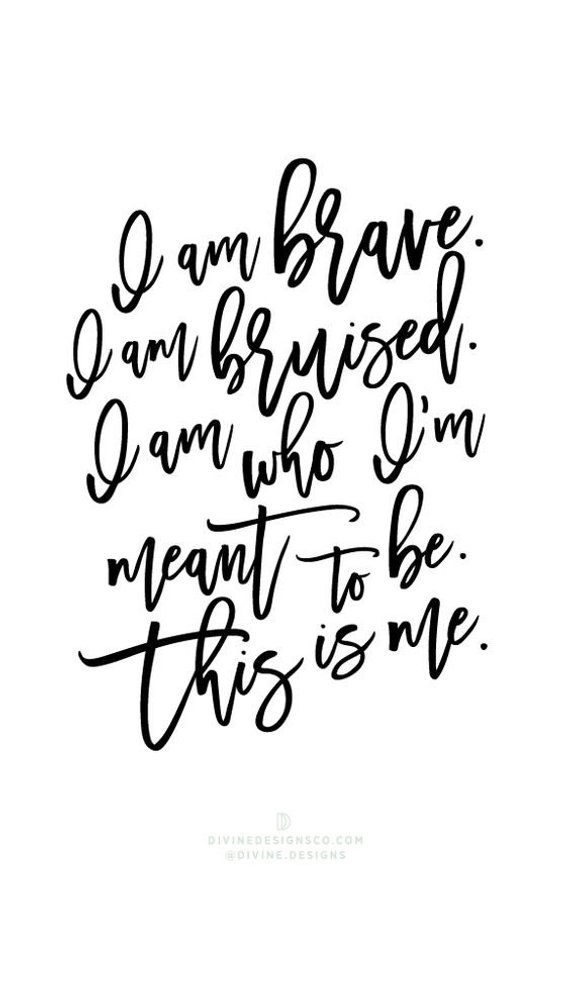 I am brave.
I am bruised.
I am who I'm
meant to be.
this is me.
D
DIVINEDESIGNSCO.COM
@DIVINE.DESIGNS